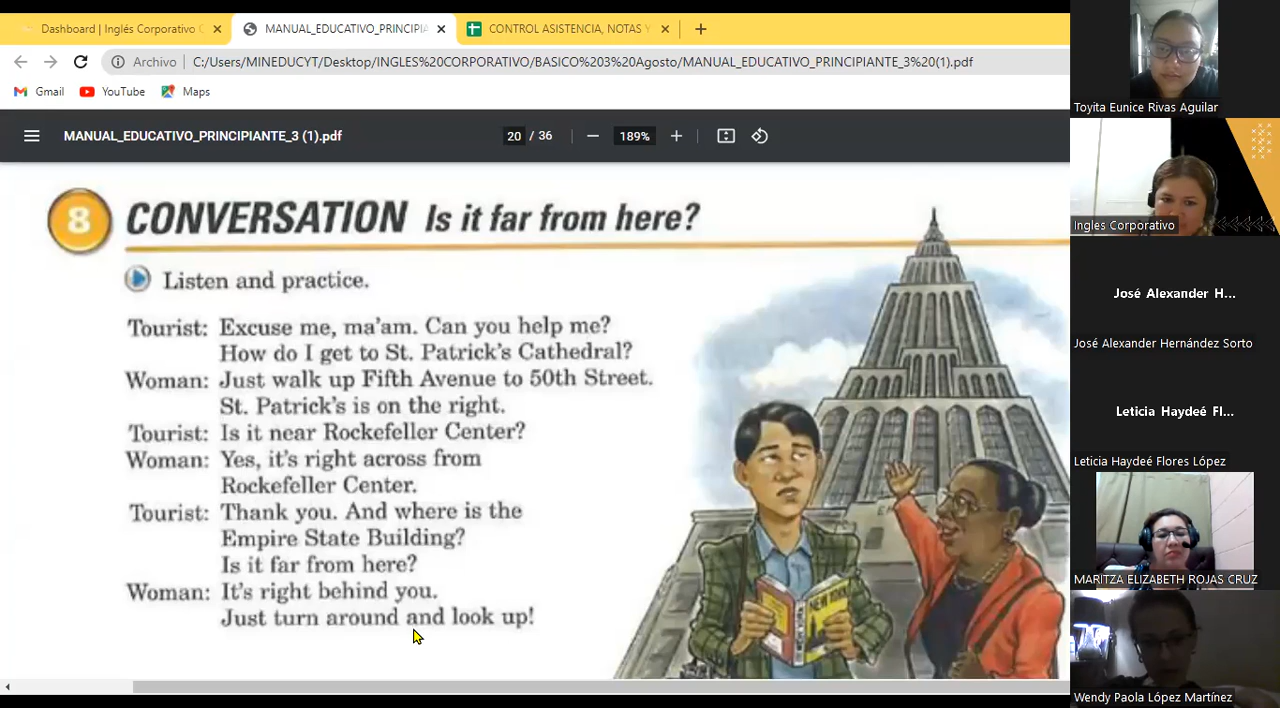 Dashboard | Inglés Corporativo
MANUAL_EDUCATIVO_PRINCIPIA
CONTROL ASISTENCIA, NOTAS Y
Archivo
C:/Users/MINEDUCYT/Desktop/INGLES%20CORPORATIVO/BASICO%203%20Agosto/MANUAL_EDUCATIVO_PRINCIPIANTE_3%20(1).pdf
Gmail
YouTube
Maps
MANUAL_EDUCATIVO_PRINCIPIANTE_3 (1).pdf
20 / 36
189%
8 CONVERSATION Is it far from here?
Listen and practice.
Tourist: Excuse me, ma'am. Can you help me?
How do I get to St. Patrick's Cathedral?
Woman: Just walk up Fifth Avenue to 50th Street.
St. Patrick's is on the right.
Tourist: Is it near Rockefeller Center?
Woman: Yes, it's right across from
Rockefeller Center.
Tourist: Thank you. And where is the
Empire State Building?
Is it far from here?
Woman: It's right behind you.
Just turn around and look up!
NEW YORK
Toyita Eunice Rivas Aguilar
Ingles Corporativo
José Alexander H...
José Alexander Hernández Sorto
Leticia Haydeé Fl...
Leticia Haydeé Flores López
MARITZA ELIZABETH ROJAS CRUZ
Wendy Paola López Martínez